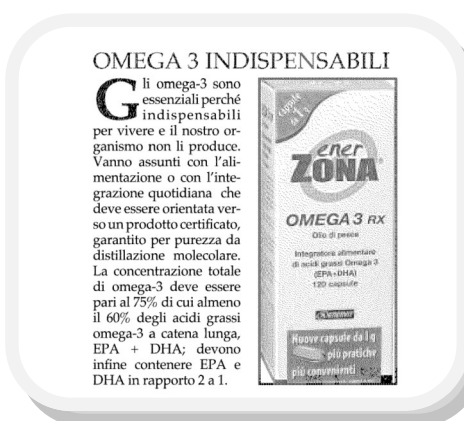 OMEGA 3 INDISPENSABILI
Gli omega-3 sono
essenziali perché
indispensabili
per vivere e il nostro or-
ganismo non li produce.
Vanno assunti con l'ali-
mentazione o con l'inte-
grazione quotidiana che
deve essere orientata ver-
so un prodotto certificato,
garantito per purezza da
distillazione molecolare.
La concentrazione totale
di omega-3 deve essere
pari al 75% di cui almeno
il 60% degli acidi grassi
omega-3 a catena lunga,
EPA + DHA; devono
infine contenere EPA e
DHA in rapporto 2 a 1.
capsule
da 1 g
ener
ZONA
OMEGA 3 RX
Olio di pesce
Integratore alimentare
di acidi grassi Omega 3
(EPA+DHA)
120 capsule
Enervit
Nuove capsule da 1 g
più pratiche
più convenienti